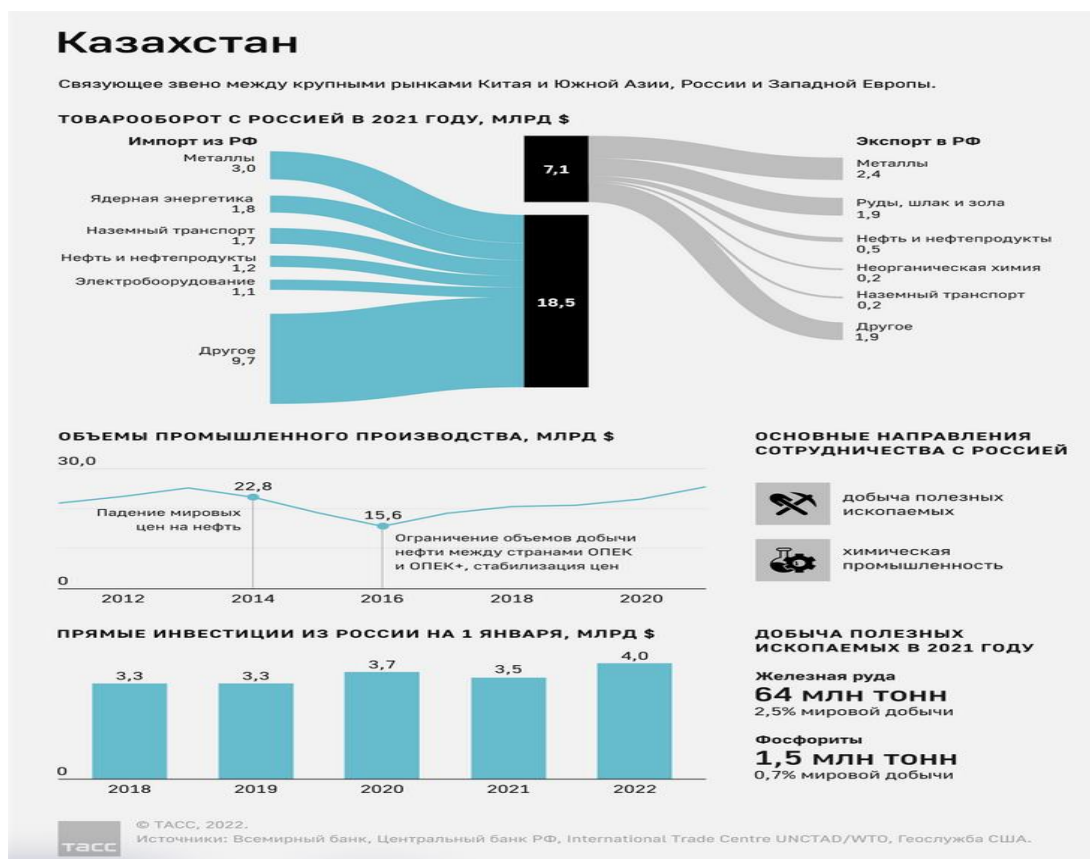 Казахстан
Связующее звено между крупными рынками Китая и Южной Азии, России и Западной Европы.
ТОВАРООБОРОТ С РОССИЕЙ В 2021 ГОДУ, МЛРД $
Импорт из РФ
Металлы
3,0
Ядерная энергетика
1,8
Наземный транспорт
1,7
Нефть и нефтепродукты
1,2
Электробоорудование
1,1
Другое
9,7
7,1
18,5
Экспорт в РФ
Металлы
2,4
Руды, шлак и зола
1,9
Нефть и нефтепродукты
0,5
Неорганическая химия
0,2
Наземный транспорт
0,2
Другое
1,9
ОБЪЕМЫ ПРОМЫШЛЕННОГО ПРОИЗВОДСТВА, МЛРД $
30,0
22,8
Падение мировых
цен на нефть
15,6
Ограничение объемов добычи
нефти между странами ОПЕК
и ОПЕК+, стабилизация цен
0
2012 2014 2016 2018 2020
ОСНОВНЫЕ НАПРАВЛЕНИЯ
СОТРУДНИЧЕСТВА С РОССИЕЙ
добыча полезных
ископаемых
химическая
промышленность
ПРЯМЫЕ ИНВЕСТИЦИИ ИЗ РОССИИ НА 1 ЯНВАРЯ, МЛРД $
3,3 3,3 3,7 3,5 4,0
0
2018 2019 2020 2021 2022
ДОБЫЧА ПОЛЕЗНЫХ
ИСКОПАЕМЫХ В 2021 ГОДУ
Железная руда
64 МЛН ТОНН
2,5% мировой добычи
Фосфориты
1,5 МЛН ТОНН
0,7% мировой добычи
тасс
© ТАСС, 2022.
Источники: Всемирный банк, Центральный банк РФ, International Trade Centre UNCTAD/WTO, Геослужба США.